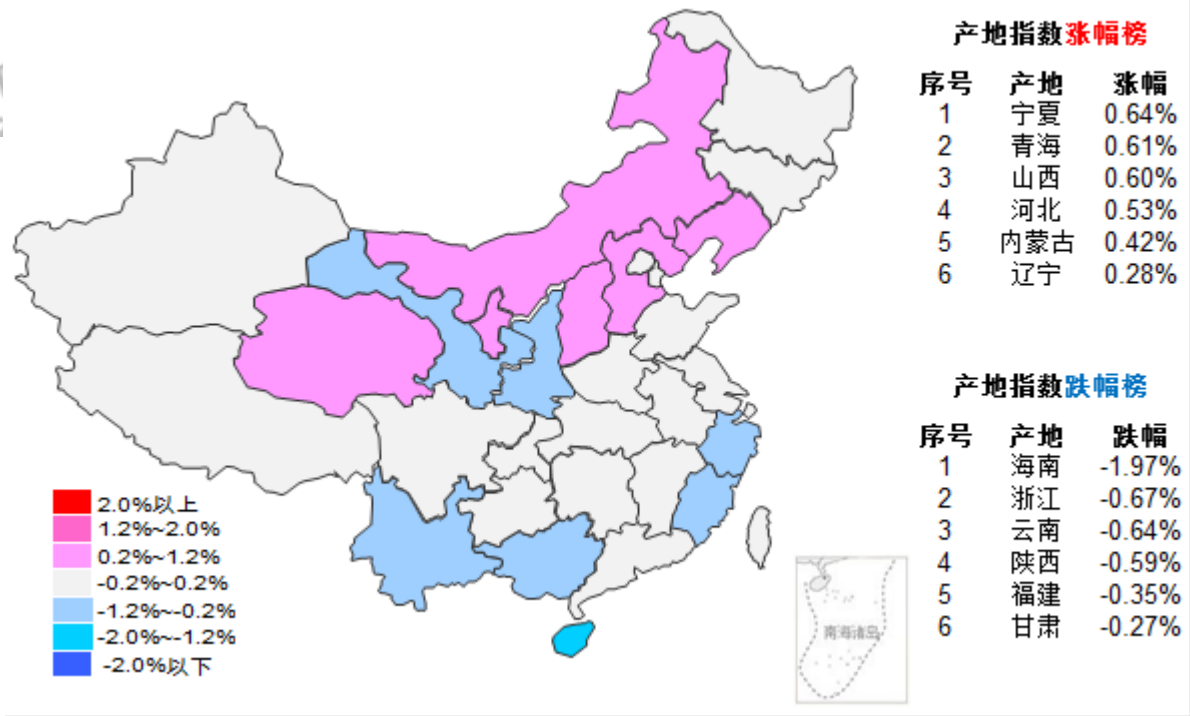 产地指数涨幅榜
序号 产地 涨幅
1 宁夏 0.64%
2 青海 0.61%
3 山西 0.60%
4 河北 0.53%
5 内蒙古 0.42%
6 辽宁 0.28%
产地指数跌幅榜
序号 产地 跌幅
1 海南 -1.97%
2 浙江 -0.67%
3 云南 -0.64%
4 陕西 -0.59%
5 福建 -0.35%
6 甘肃 -0.27%
2.0%以上
1.2%~2.0%
0.2%~1.2%
-0.2%~0.2%
-1.2%~-0.2%
-2.0%~-1.2%
-2.0%以下
南海诸岛